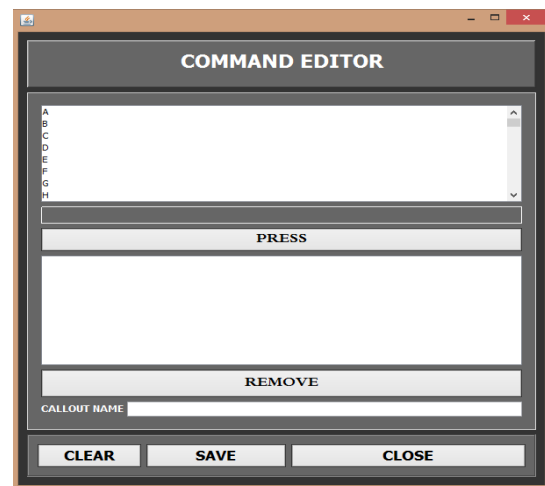 COMMAND EDITOR
A
B
C
D
E
F
G
H
PRESS
REMOVE
CALLOUT NAME
CLEAR SAVE CLOSE